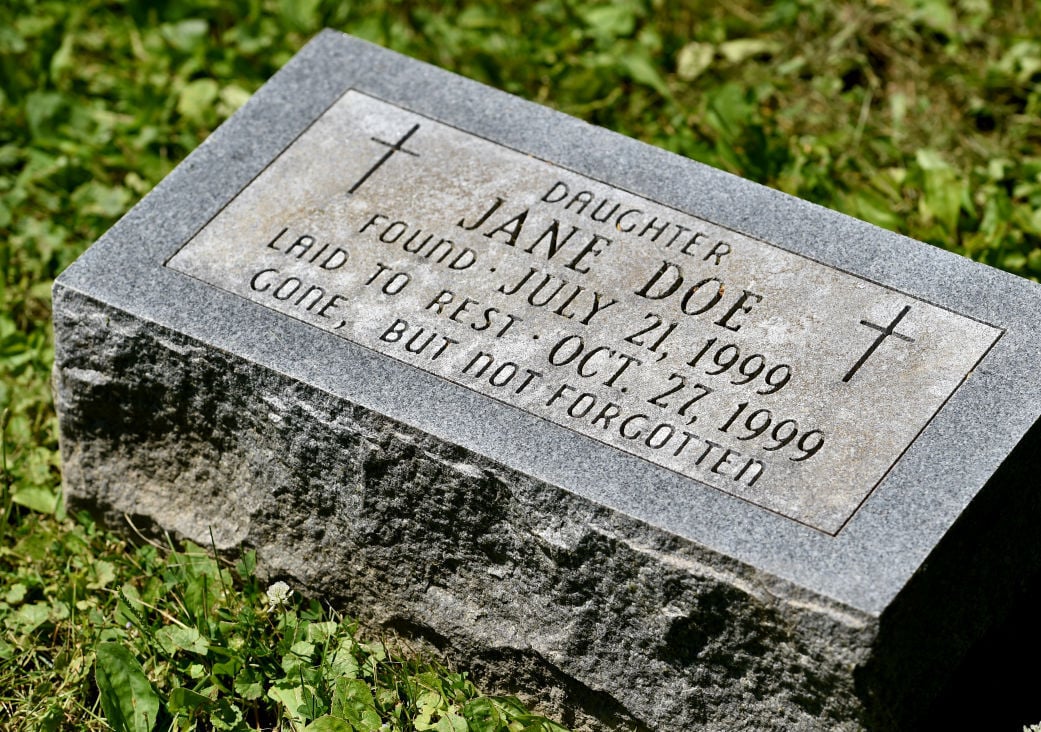 DAUGHTER
JANE DOE
FOUND · JULY 21, 1999
LAID TO REST · OCT. 27, 1999
GONE, BUT NOT FORGOTTEN